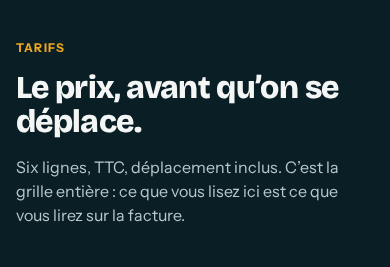 TARIFS
Le prix, avant qu’on se
déplace.
Six lignes, TTC, déplacement inclus. C’est la
grille entière : ce que vous lisez ici est ce que
vous lirez sur la facture.